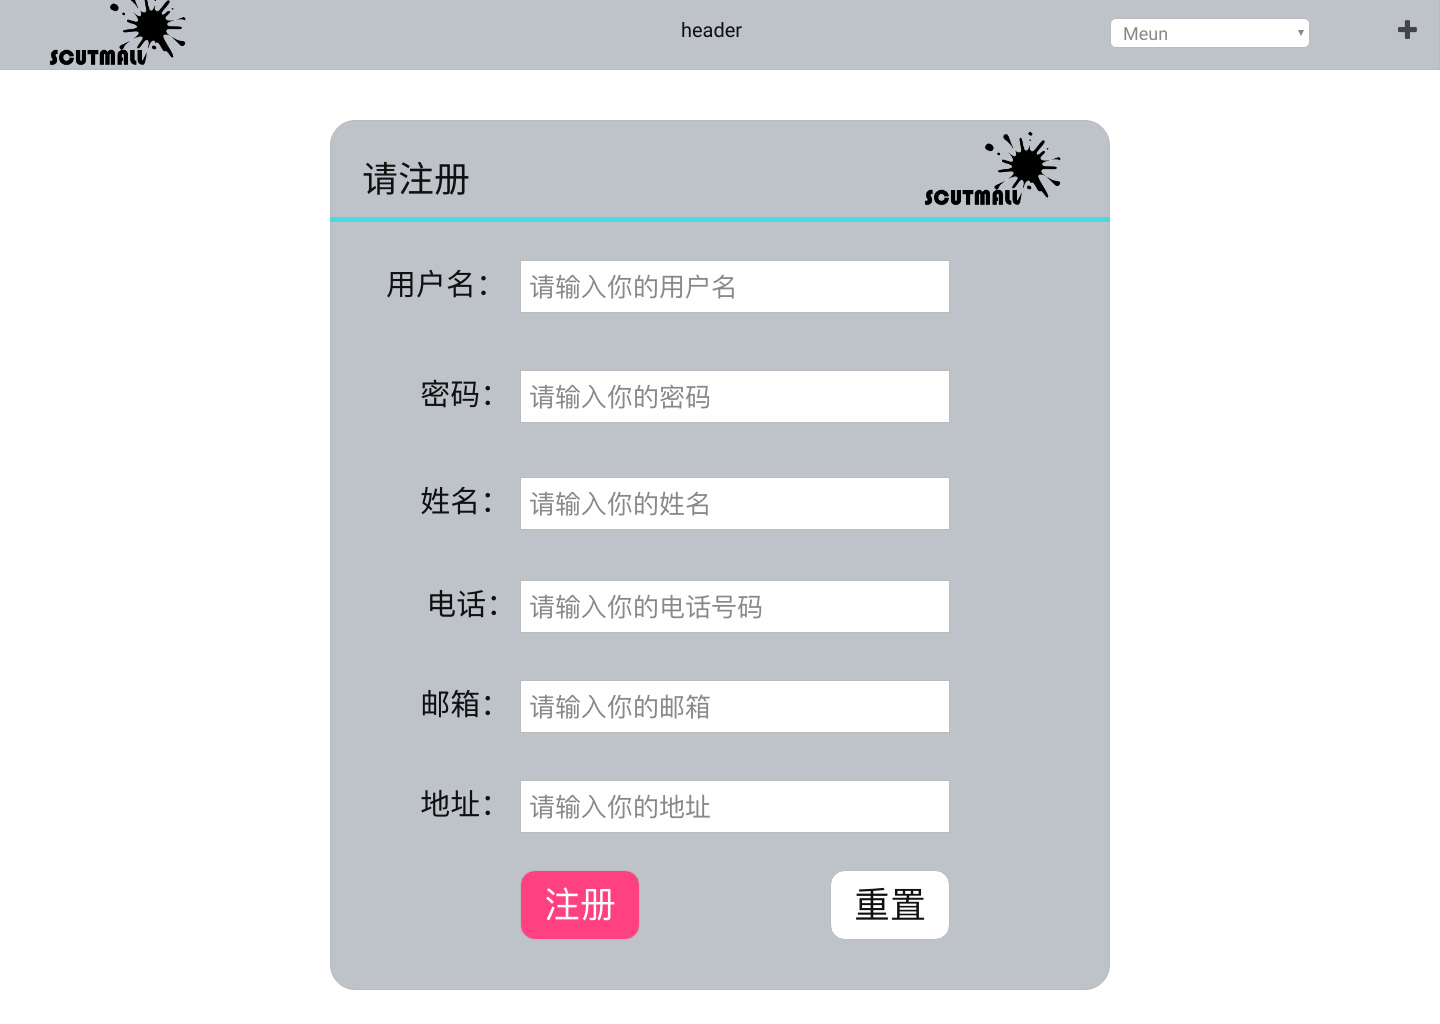 SCUTMALL
header
Meun
请注册
SCUTMALL
用户名：
请输入你的用户名
密码：
请输入你的密码
姓名：
请输入你的姓名
电话：
请输入你的电话号码
邮箱：
请输入你的邮箱
地址：
请输入你的地址
注册
重置